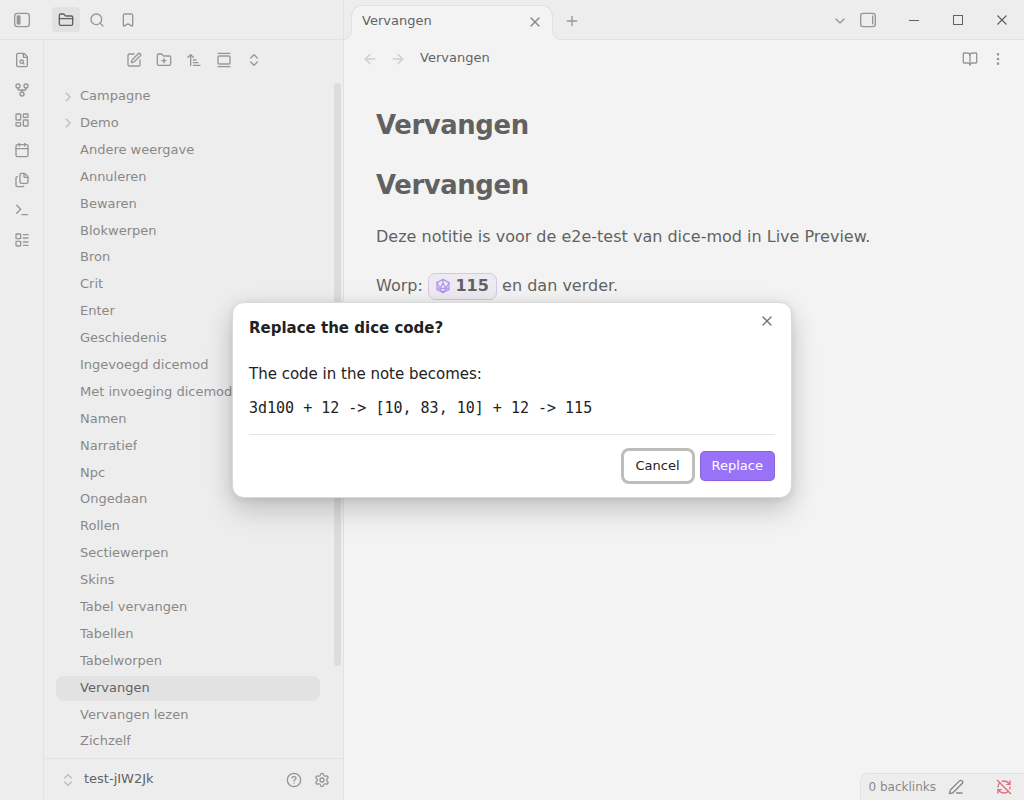 Vervangen
Vervangen
Campagne
Demo
Andere weergave
Annuleren
Bewaren
Blokwerpen
Bron
Crit
Enter
Geschiedenis
Ingevoegd dicemod
Met invoeging dicemod
Namen
Narratief
Npc
Ongedaan
Rollen
Sectiewerpen
Skins
Tabel vervangen
Tabellen
Tabelworpen
Vervangen
Vervangen lezen
Zichzelf
test-jIW2Jk
Vervangen
Vervangen
Deze notitie is voor de e2e-test van dice-mod in Live Preview.
Worp: 115 en dan verder.
Replace the dice code?
The code in the note becomes:
3d100 + 12 -> [10, 83, 10] + 12 -> 115
Cancel Replace
0 backlinks